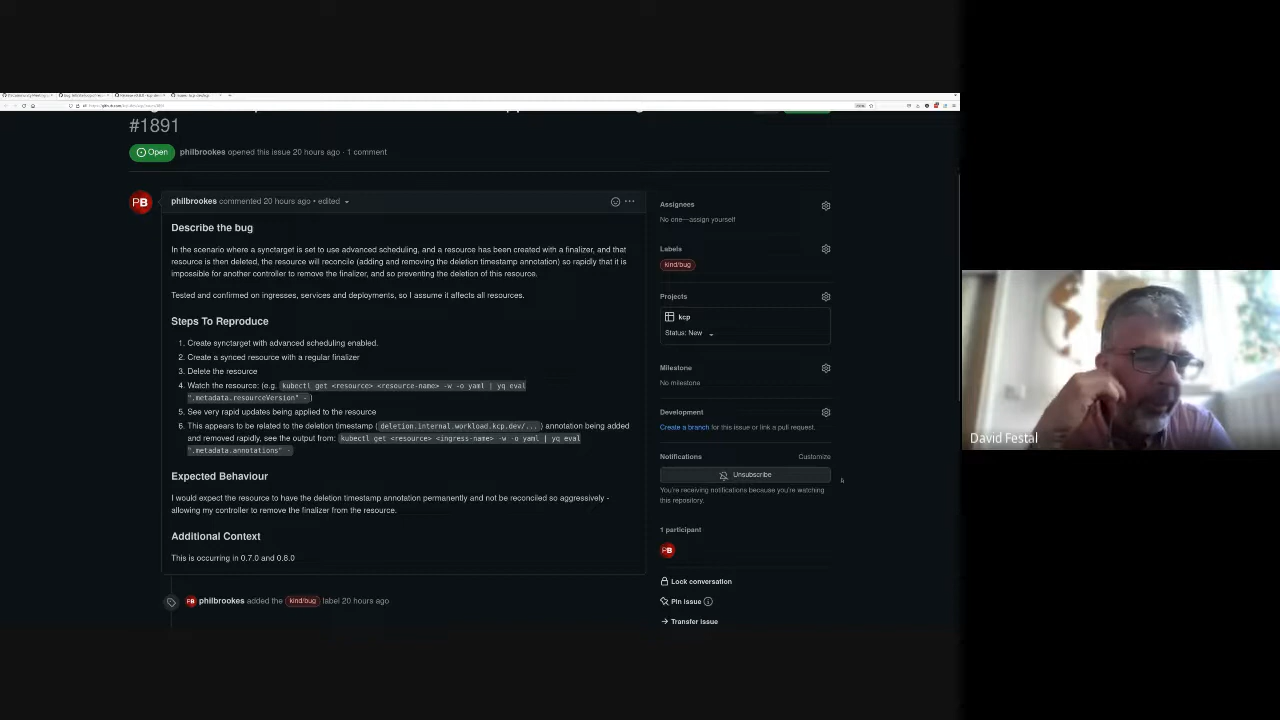 #1891
Open philbrookes opened this issue 20 hours ago · 1 comment
PB
philbrookes commented 20 hours ago • edited
Describe the bug
In the scenario where a synctarget is set to use advanced scheduling, and a resource has been created with a finalizer, and that
resource is then deleted, the resource will reconcile (adding and removing the deletion timestamp annotation) so rapidly that it is
impossible for another controller to remove the finalizer, and so preventing the deletion of this resource.
Tested and confirmed on ingresses, services and deployments, so I assume it affects all resources.
Steps To Reproduce
1. Create synctarget with advanced scheduling enabled.
2. Create a synced resource with a regular finalizer
3. Delete the resource
4. Watch the resource: (e.g. kubectl get <resource> <resource-name> -w -o yaml | yq eval
".metadata.resourceVersion" - )
5. See very rapid updates being applied to the resource
6. This appears to be related to the deletion timestamp ( deletion.internal.workload.kcp.dev/... ) annotation being added
and removed rapidly, see the output from: kubectl get <resource> <ingress-name> -w -o yaml | yq eval
".metadata.annotations" -
Expected Behaviour
I would expect the resource to have the deletion timestamp annotation permanently and not be reconciled so aggressively -
allowing my controller to remove the finalizer from the resource.
Additional Context
This is occurring in 0.7.0 and 0.8.0
PB philbrookes added the kind/bug label 20 hours ago
Assignees
No one—assign yourself
Labels
kind/bug
Projects
kcp
Status: New
Milestone
No milestone
Development
Create a branch for this issue or link a pull request.
Notifications Customize
Unsubscribe
You're receiving notifications because you're watching
this repository.
1 participant
PB
Lock conversation
Pin issue
Transfer issue
David Festal